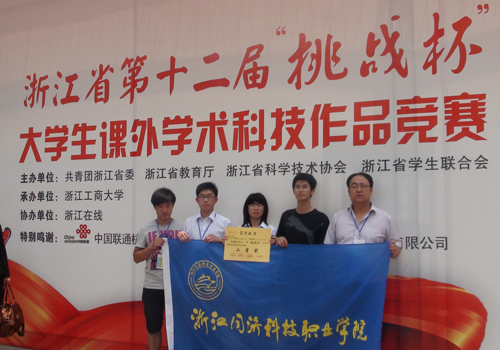 浙江省第十二届“挑战杯”
大学生课外学术科技作品竞赛
主办单位：共青团浙江省委 浙江省教育厅 浙江省科学技术协会 浙江省学生联合会
承办单位：浙江工商大学
协办单位：浙江在线
特别鸣谢： China unicom 中国联通 有限公司
浙江同济科技职业学院